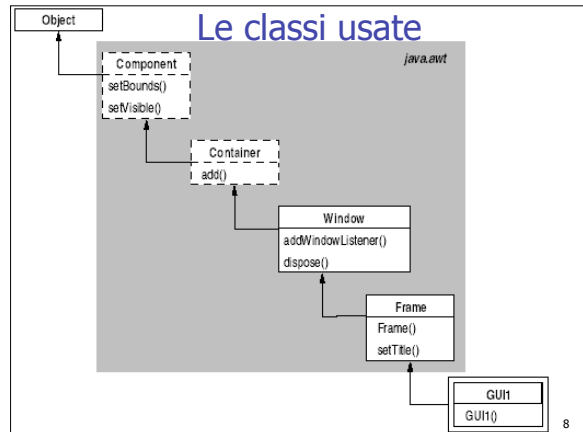 Object
Le classi usate
java.awt
Component
setBounds()
setVisible()
Container
add()
Window
addWindowListener()
dispose()
Frame
Frame()
setTitle()
GUI1
GUI1()
8